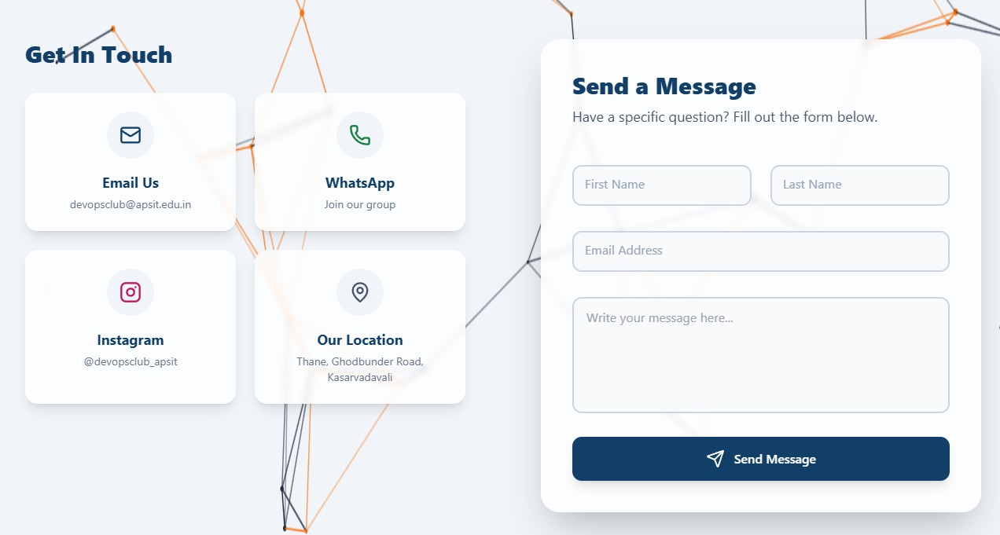 Get In Touch
Email Us
devopsclub@apsit.edu.in
WhatsApp
Join our group
Instagram
@devopsclub_apsit
Our Location
Thane, Ghodbunder Road,
Kasarvadavali
Send a Message
Have a specific question? Fill out the form below.
First Name
Last Name
Email Address
Write your message here...
Send Message